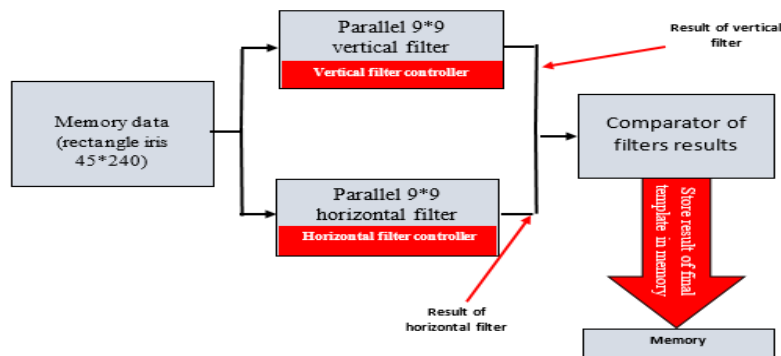 Parallel 9*9
vertical filter
Vertical filter controller
Result of vertical
filter
Memory data
(rectangle iris
45*240)
Comparator of
filters results
Parallel 9*9
horizontal filter
Horizontal filter controller
Store result of final
template in memory
Result of
horizontal filter
Memory